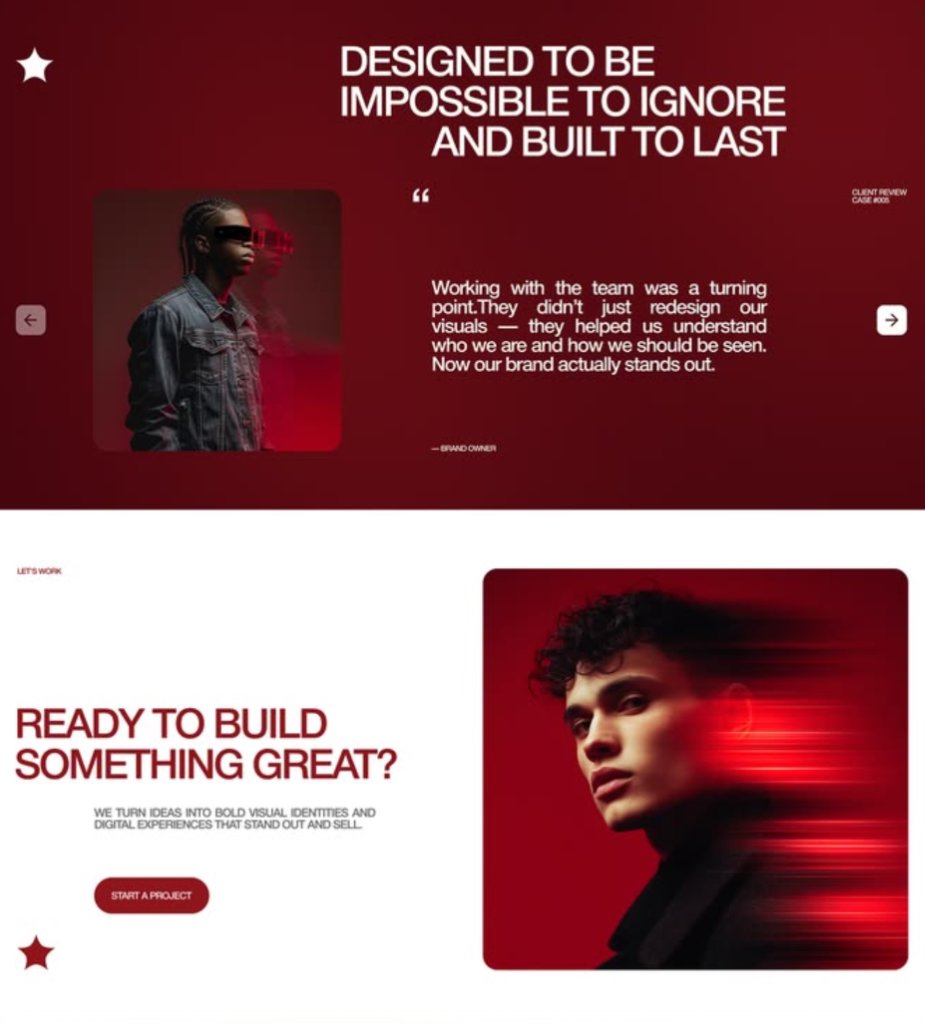 DESIGNED TO BE
IMPOSSIBLE TO IGNORE
AND BUILT TO LAST
“
CLIENT REVIEW
CASE #005
Working with the team was a turning
point.They didn't just redesign our
visuals — they helped us understand
who we are and how we should be seen.
Now our brand actually stands out.
— BRAND OWNER
LET'S WORK
READY TO BUILD
SOMETHING GREAT?
WE TURN IDEAS INTO BOLD VISUAL IDENTITIES AND
DIGITAL EXPERIENCES THAT STAND OUT AND SELL.
START A PROJECT